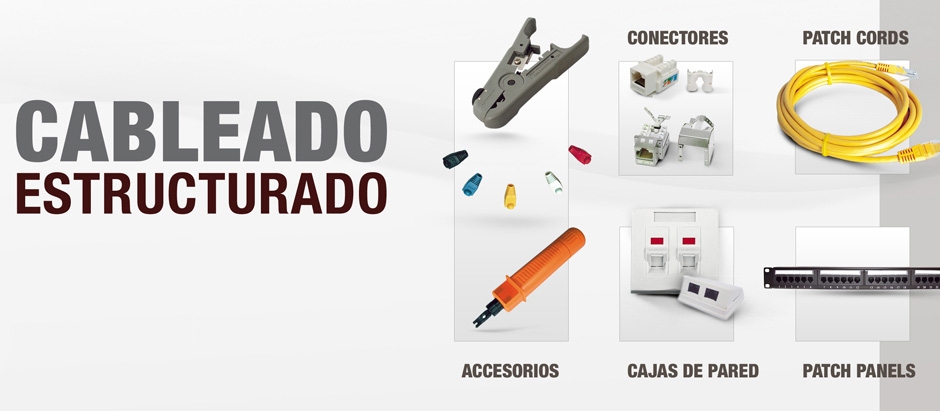 CABLEADO
ESTRUCTURADO
CONECTORES
PATCH CORDS
ACCESORIOS
CAJAS DE PARED
PATCH PANELS